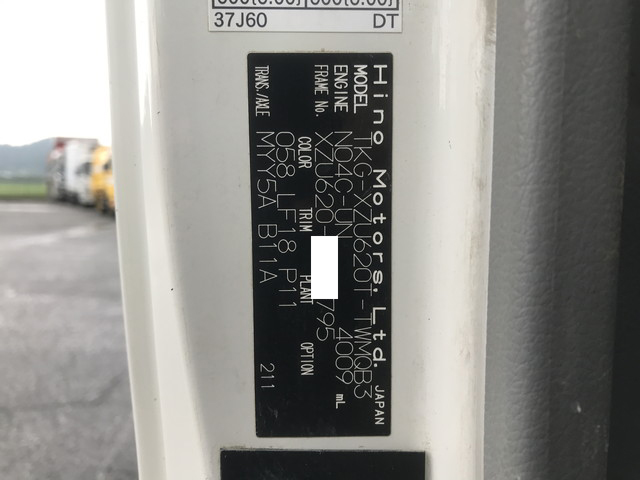 37J60 DT
Hino Motors, Ltd. JAPAN
MODEL TKG-XZU620T-TWMQB3
ENGINE N04C-UN 4009 mL
FRAME No. XZU620- 795
COLOR TRIM PLANT OPTION
058 LF18 P11 211
TRANS./AXLE MYY5A B11A